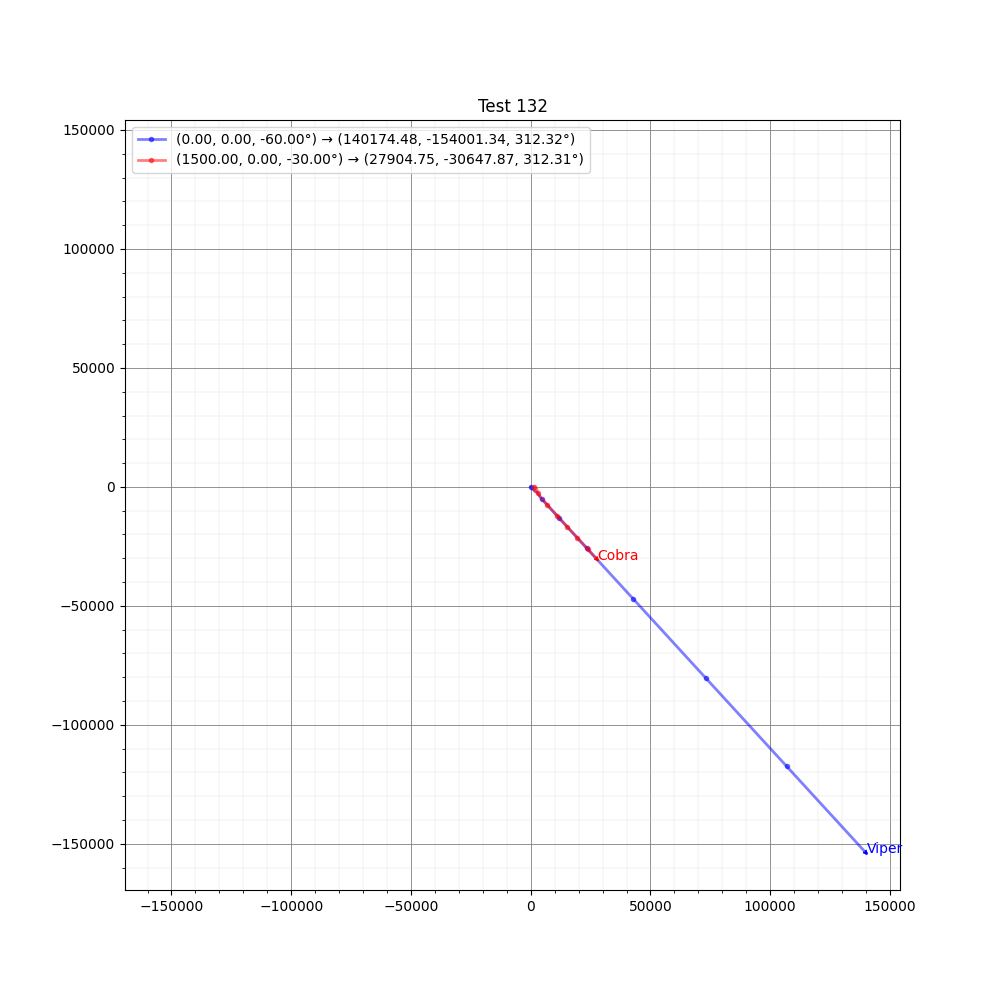 Test 132
(0.00, 0.00, -60.00°) → (140174.48, -154001.34, 312.32°)
(1500.00, 0.00, -30.00°) → (27904.75, -30647.87, 312.31°)
150000
100000
50000
0
−50000
−100000
−150000
Cobra
Viper
−150000 −100000 −50000 0 50000 100000 150000